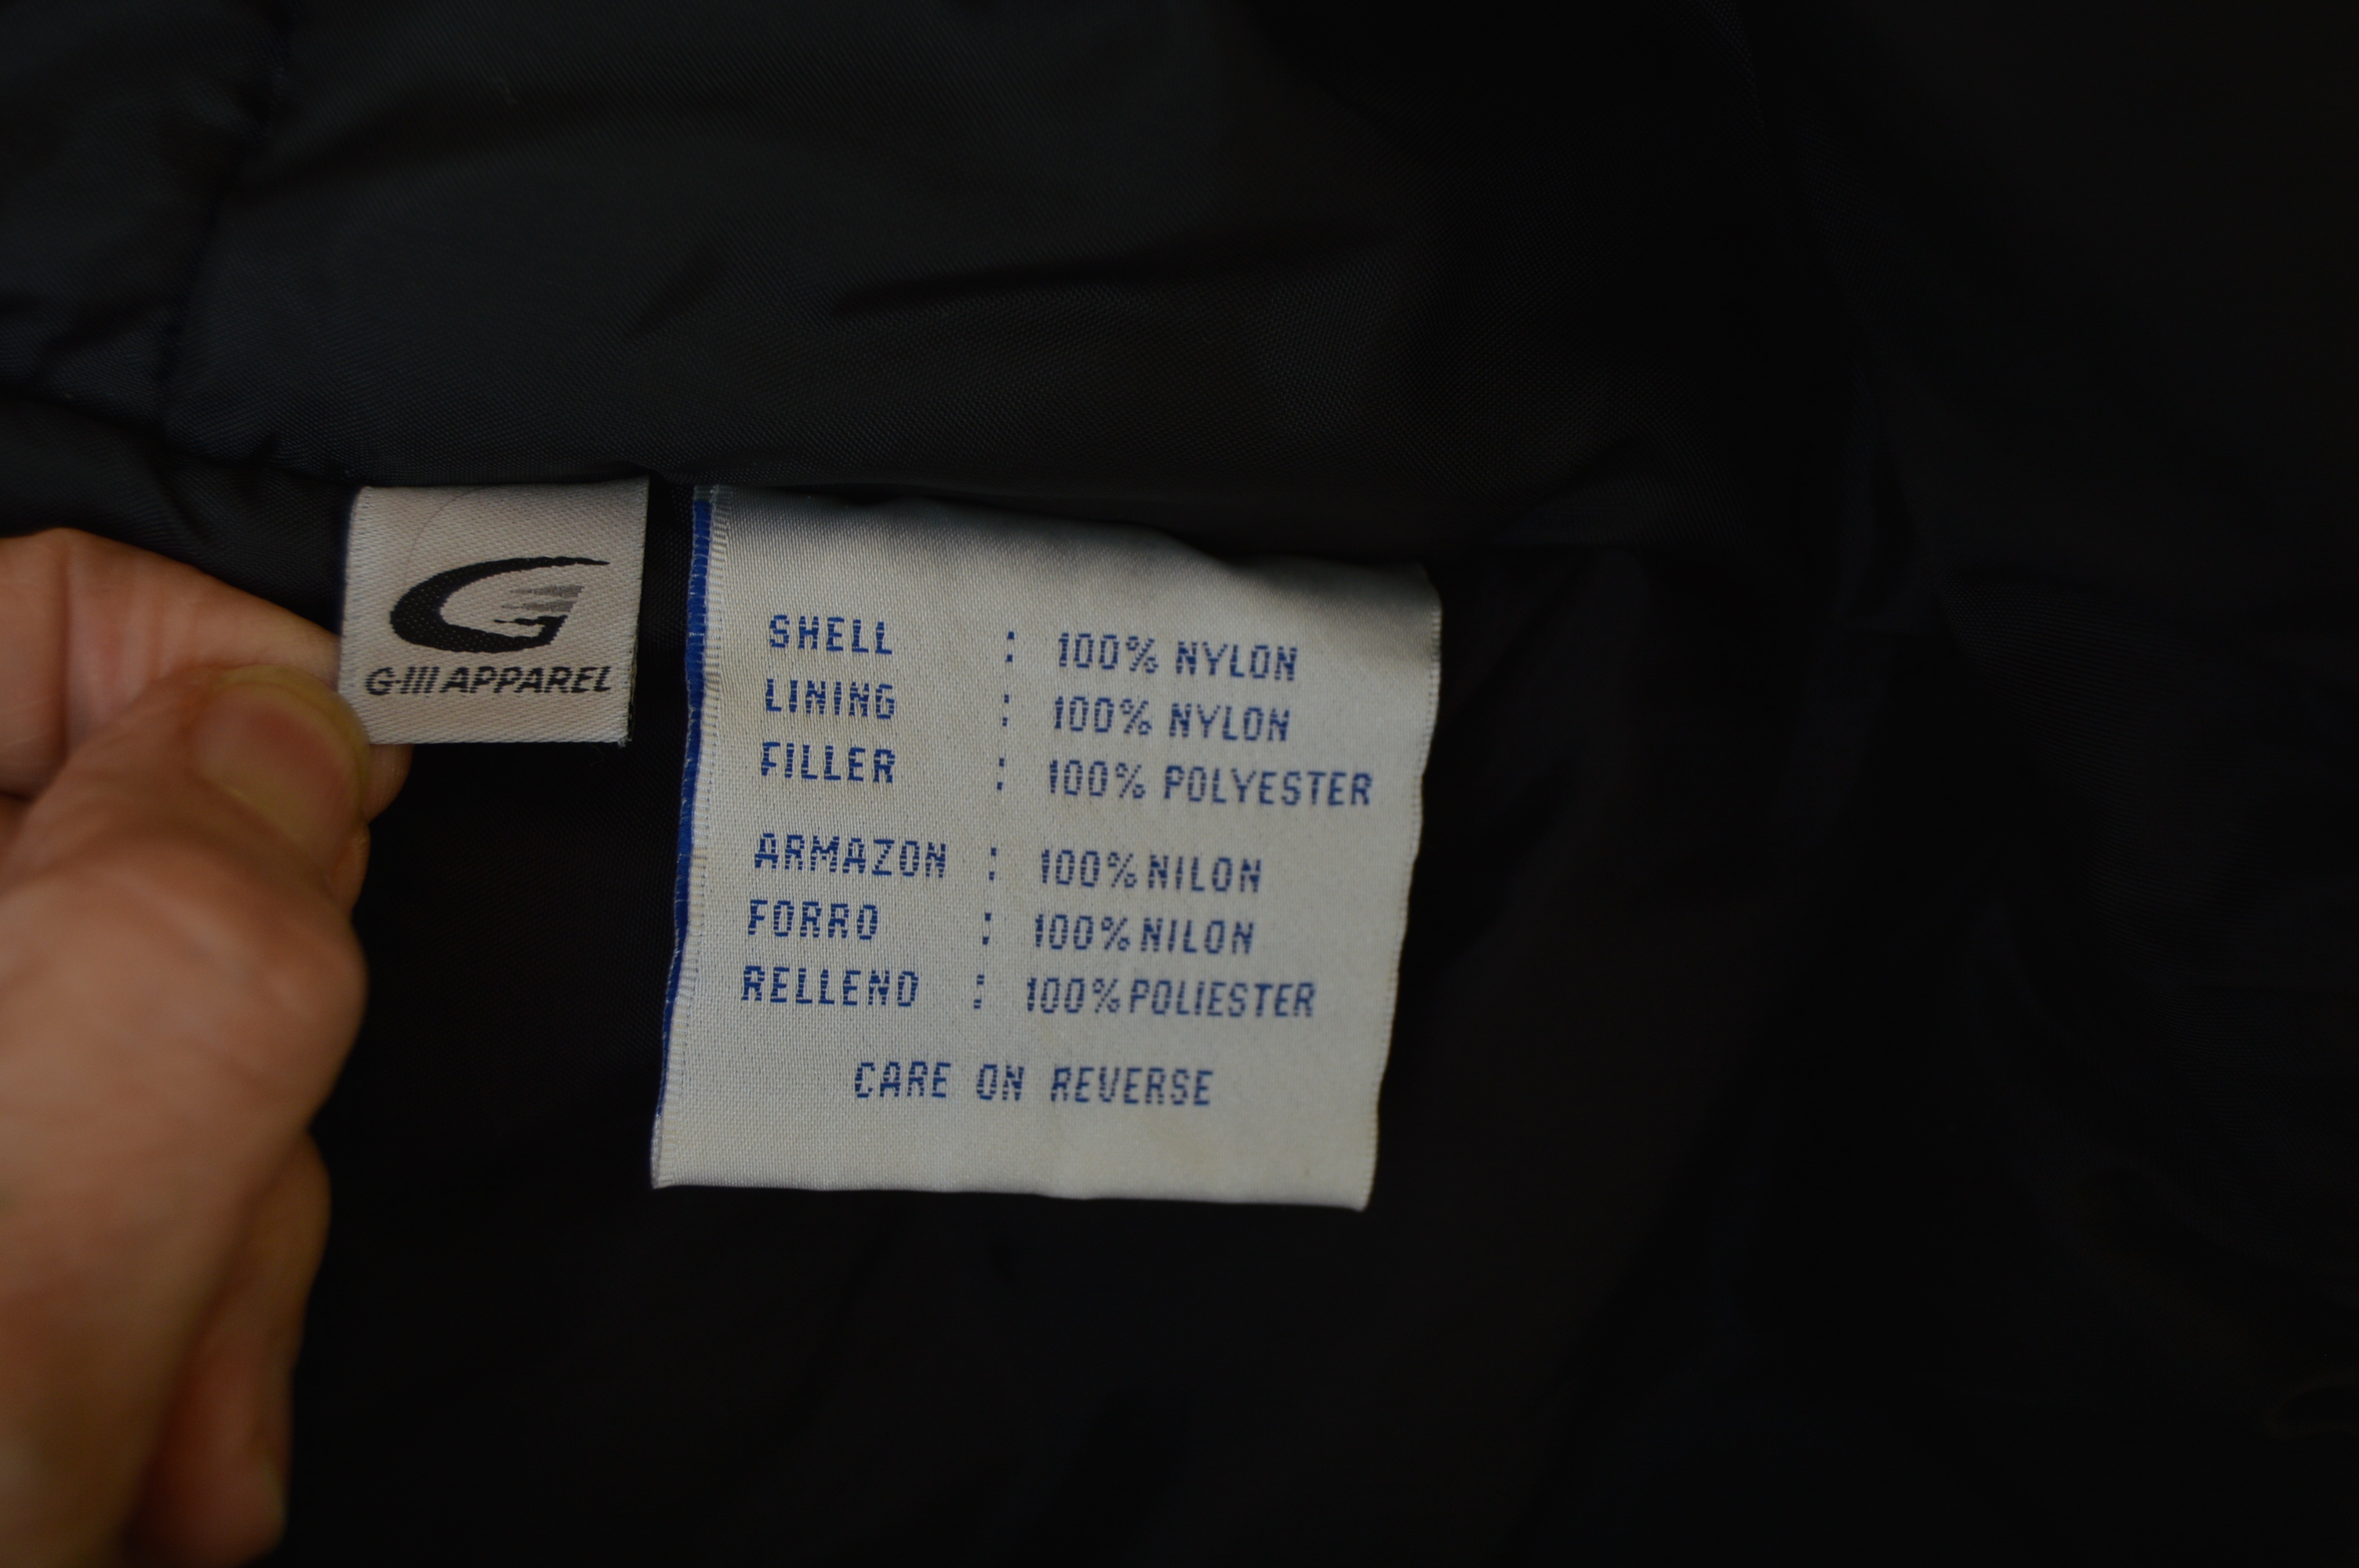 G-III APPAREL
SHELL : 100% NYLON
LINING : 100% NYLON
FILLER : 100% POLYESTER
ARMAZON : 100% NILON
FORRO : 100% NILON
RELLENO : 100% POLIESTER
CARE ON REVERSE